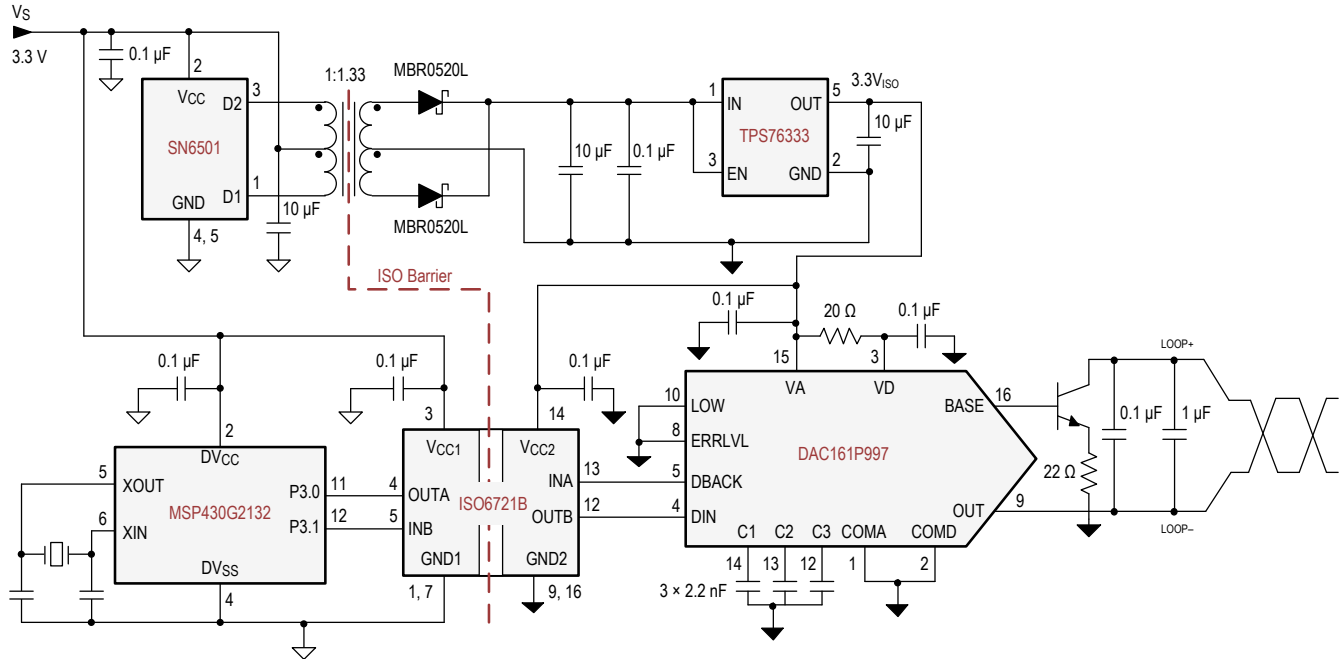 VS
3.3 V
0.1 µF
2
VCC
D2
3
SN6501
D1
1
GND
4, 5
10 µF
1:1.33
MBR0520L
MBR0520L
10 µF
0.1 µF
1
IN
OUT
5
3.3VISO
TPS76333
3
EN
GND
2
10 µF
ISO Barrier
0.1 µF
2
DVCC
5
XOUT
P3.0
11
MSP430G2132
6
XIN
P3.1
12
DVSS
4
0.1 µF
3
VCC1
4
OUTA
5
INB
GND1
1, 7
ISO6721B
0.1 µF
14
VCC2
INA
13
OUTB
12
GND2
9, 16
0.1 µF
20 Ω
0.1 µF
15
3
VA
VD
10
LOW
8
ERRLVL
5
DBACK
4
DIN
DAC161P997
BASE
16
OUT
9
C1
C2
C3
COMA
COMD
14
13
12
1
2
3 × 2.2 nF
22 Ω
0.1 µF
1 µF
LOOP+
LOOP–